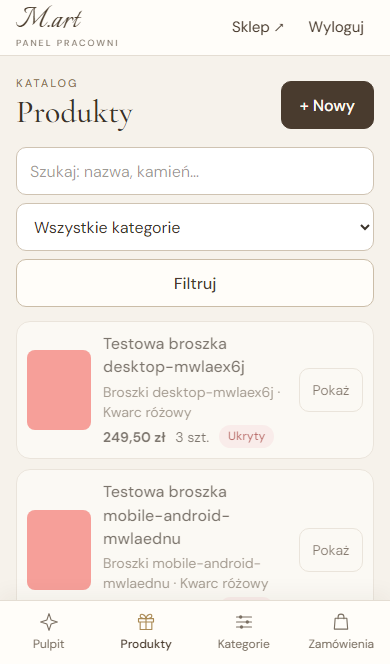 M.art
PANEL PRACOWNI
Sklep ↗
Wyloguj
KATALOG
Produkty
+ Nowy
Szukaj: nazwa, kamień...
Wszystkie kategorie
Filtruj
Testowa broszka
desktop-mwlaex6j
Broszki desktop-mwlaex6j ·
Kwarc różowy
249,50 zł 3 szt. Ukryty
Pokaż
Testowa broszka
mobile-android-
mwlaednu
Broszki mobile-android-
mwlaednu · Kwarc różowy
Pokaż
Pulpit
Produkty
Kategorie
Zamówienia